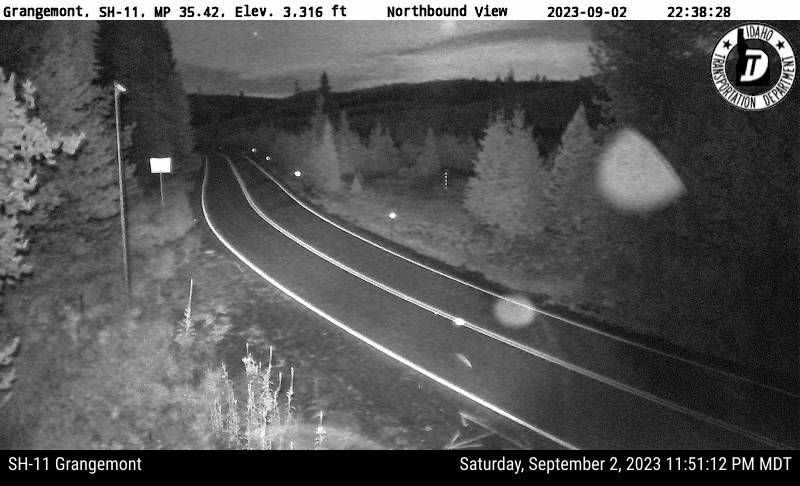 Grangemont, SH-11, MP 35.42, Elev. 3,316 ft Northbound View 2023-09-02 22:38:28
IDAHO
TRANSPORTATION DEPARTMENT
SH-11 Grangemont Saturday, September 2, 2023 11:51:12 PM MDT